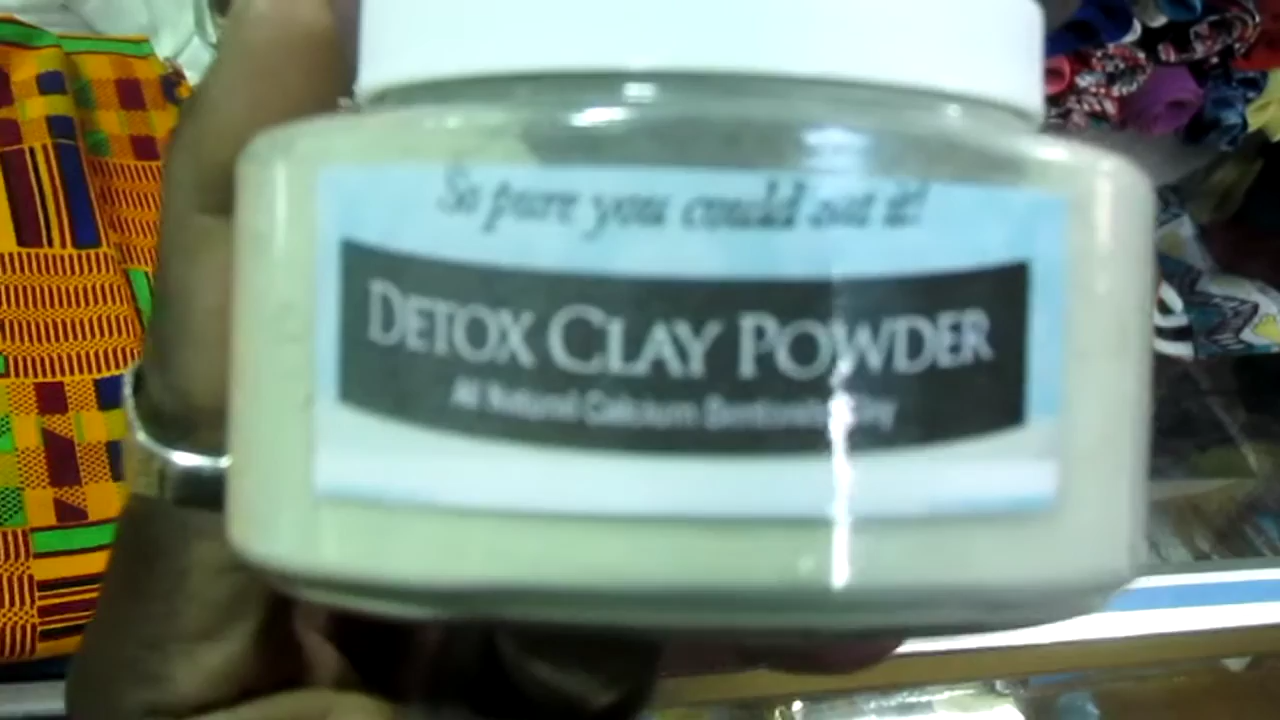 So pure you could eat it!
DETOX CLAY POWDER
All Natural Calcium Bentonite Clay